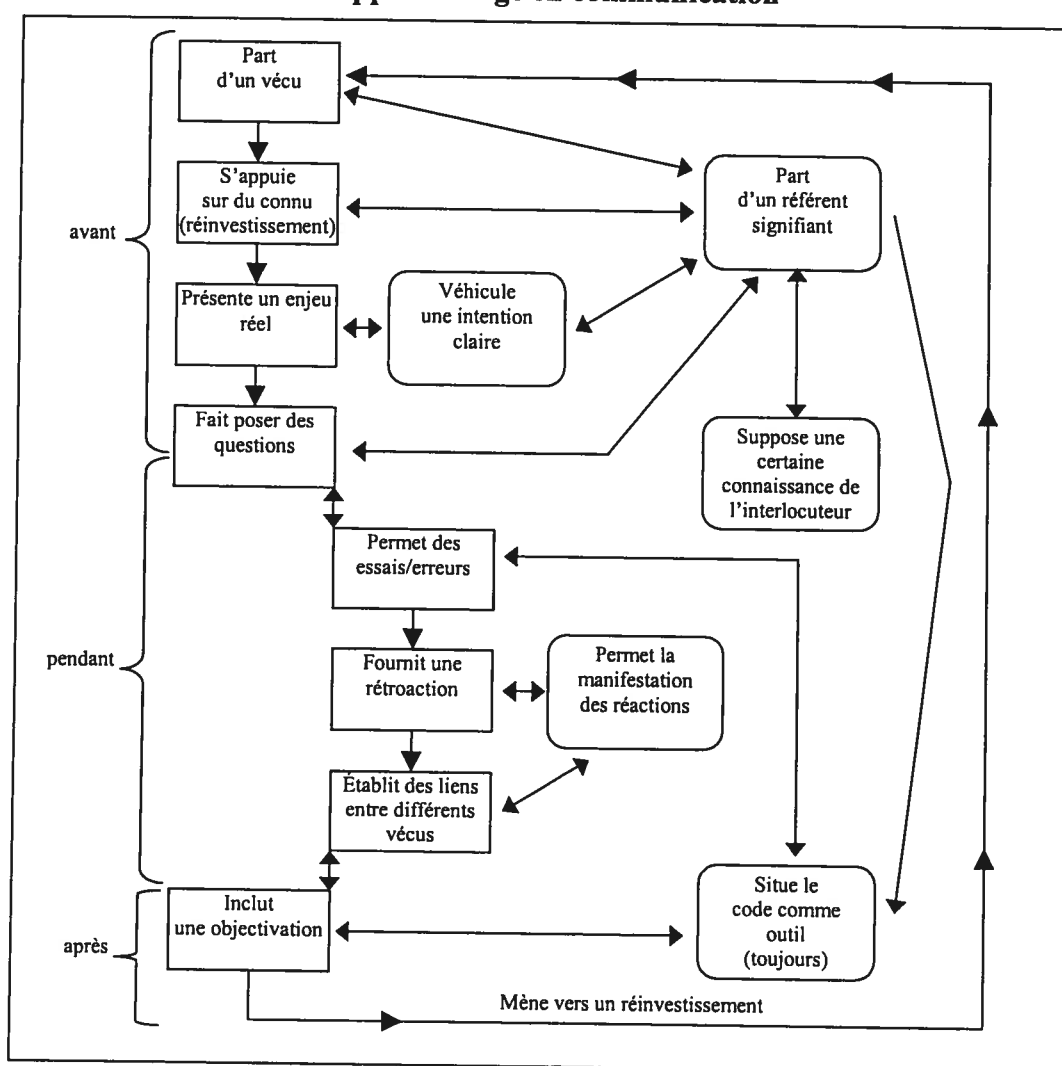 Part
d'un vécu
S'appuie
sur du connu
(réinvestissement)
Part
d'un référent
signifiant
avant
Présente un enjeu
réel
Véhicule
une intention
claire
Fait poser des
questions
Suppose une
certaine
connaissance de
l'interlocuteur
Permet des
essais/erreurs
pendant
Fournit une
rétroaction
Permet la
manifestation
des réactions
Établit des liens
entre différents
vécus
Inclut
une objectivation
Situe le
code comme
outil
(toujours)
après
Mène vers un réinvestissement